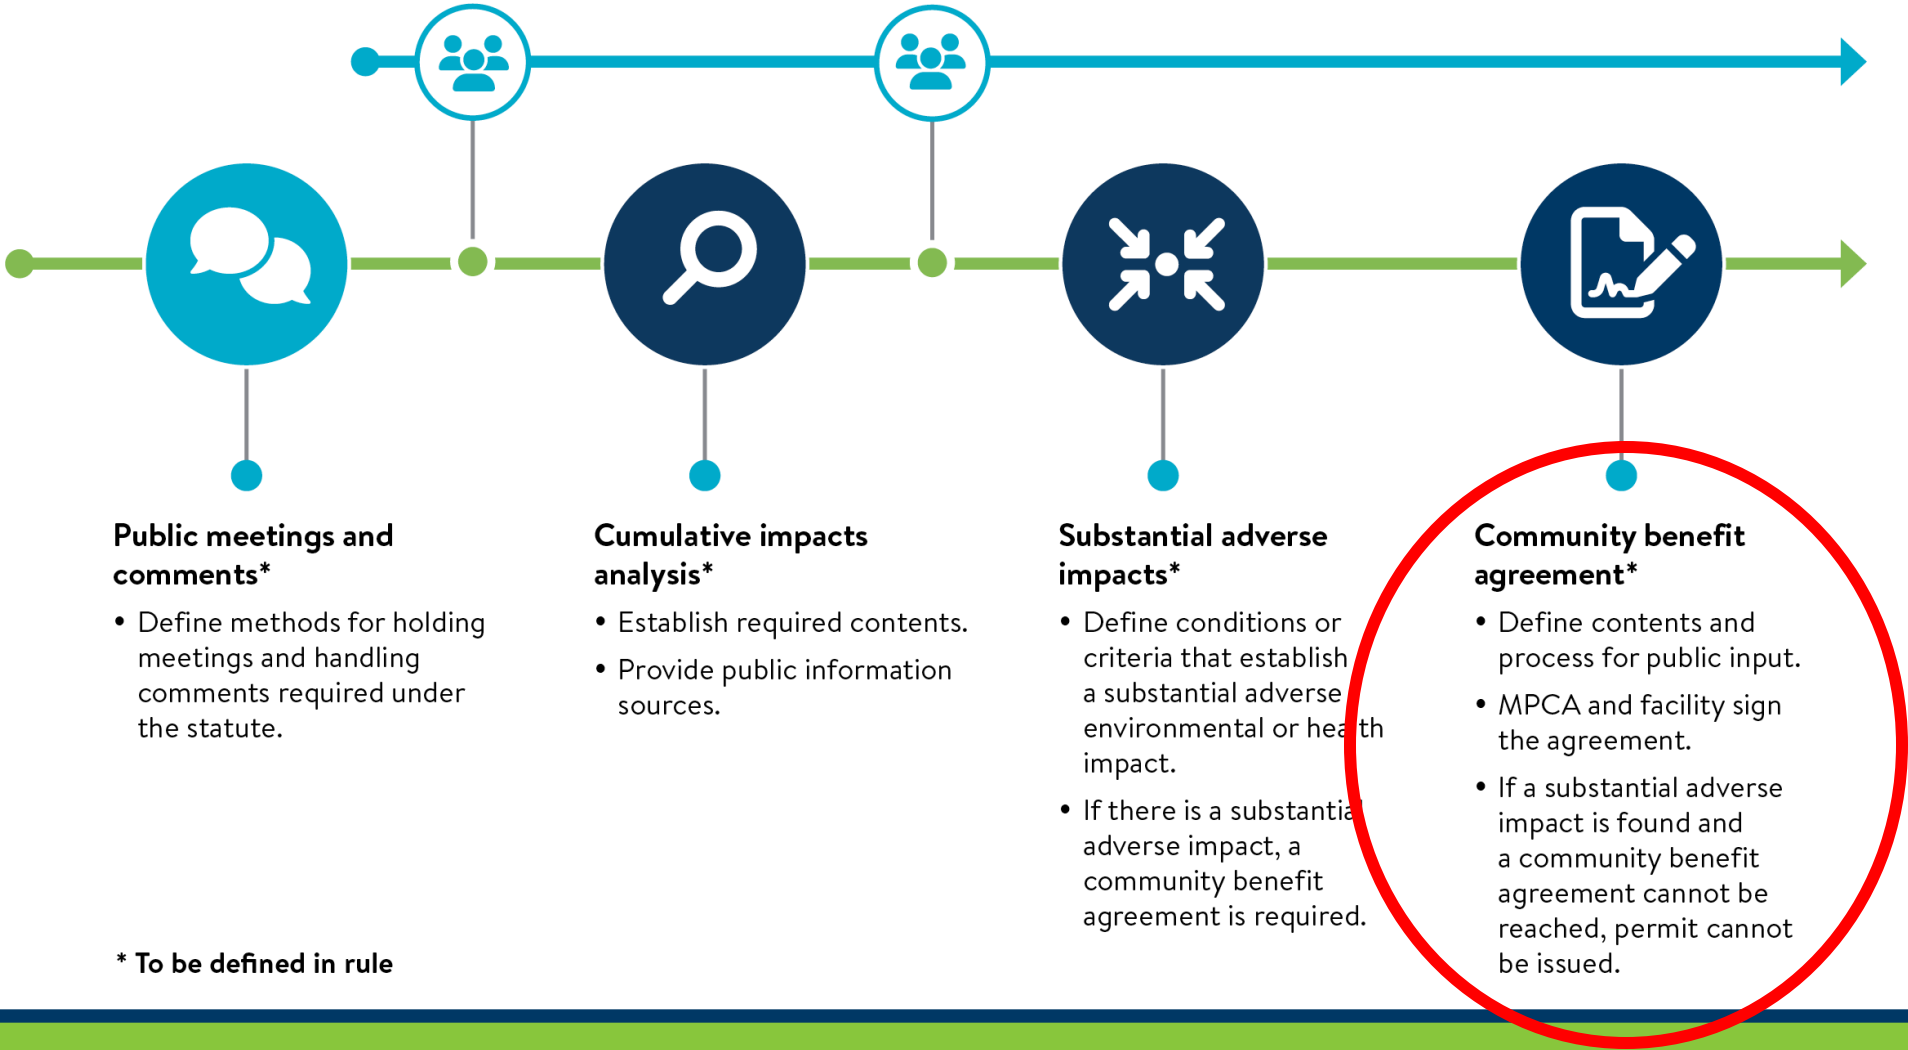 Public meetings and
comments*
• Define methods for holding
meetings and handling
comments required under
the statute.
Cumulative impacts
analysis*
• Establish required contents.
• Provide public information
sources.
Substantial adverse
impacts*
• Define conditions or
criteria that establish
a substantial adverse
environmental or health
impact.
• If there is a substantial
adverse impact, a
community benefit
agreement is required.
Community benefit
agreement*
• Define contents and
process for public input.
• MPCA and facility sign
the agreement.
• If a substantial adverse
impact is found and
a community benefit
agreement cannot be
reached, permit cannot
be issued.
* To be defined in rule